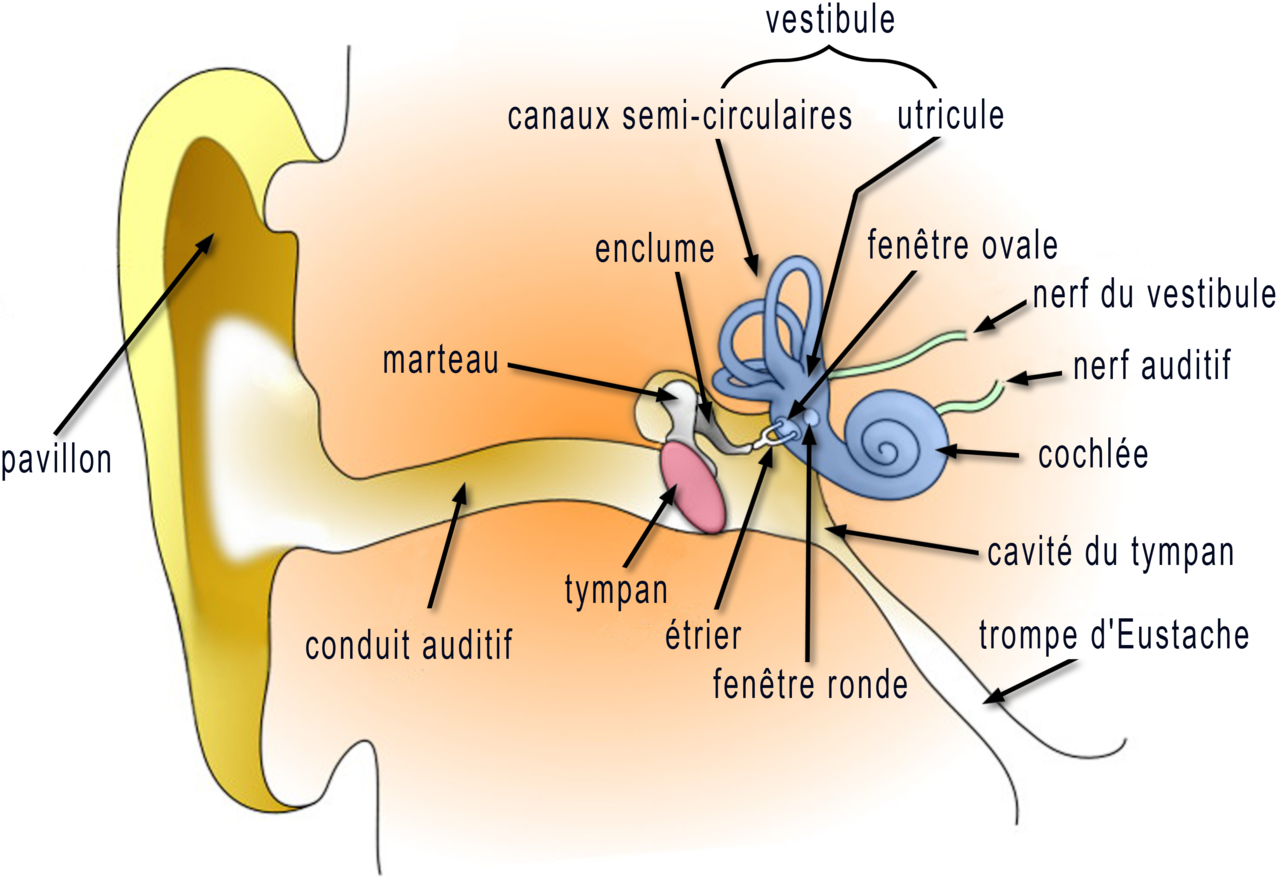 vestibule
canaux semi-circulaires
utricule
enclume
fenêtre ovale
nerf du vestibule
marteau
nerf auditif
pavillon
cochlée
cavité du tympan
tympan
étrier
trompe d'Eustache
conduit auditif
fenêtre ronde